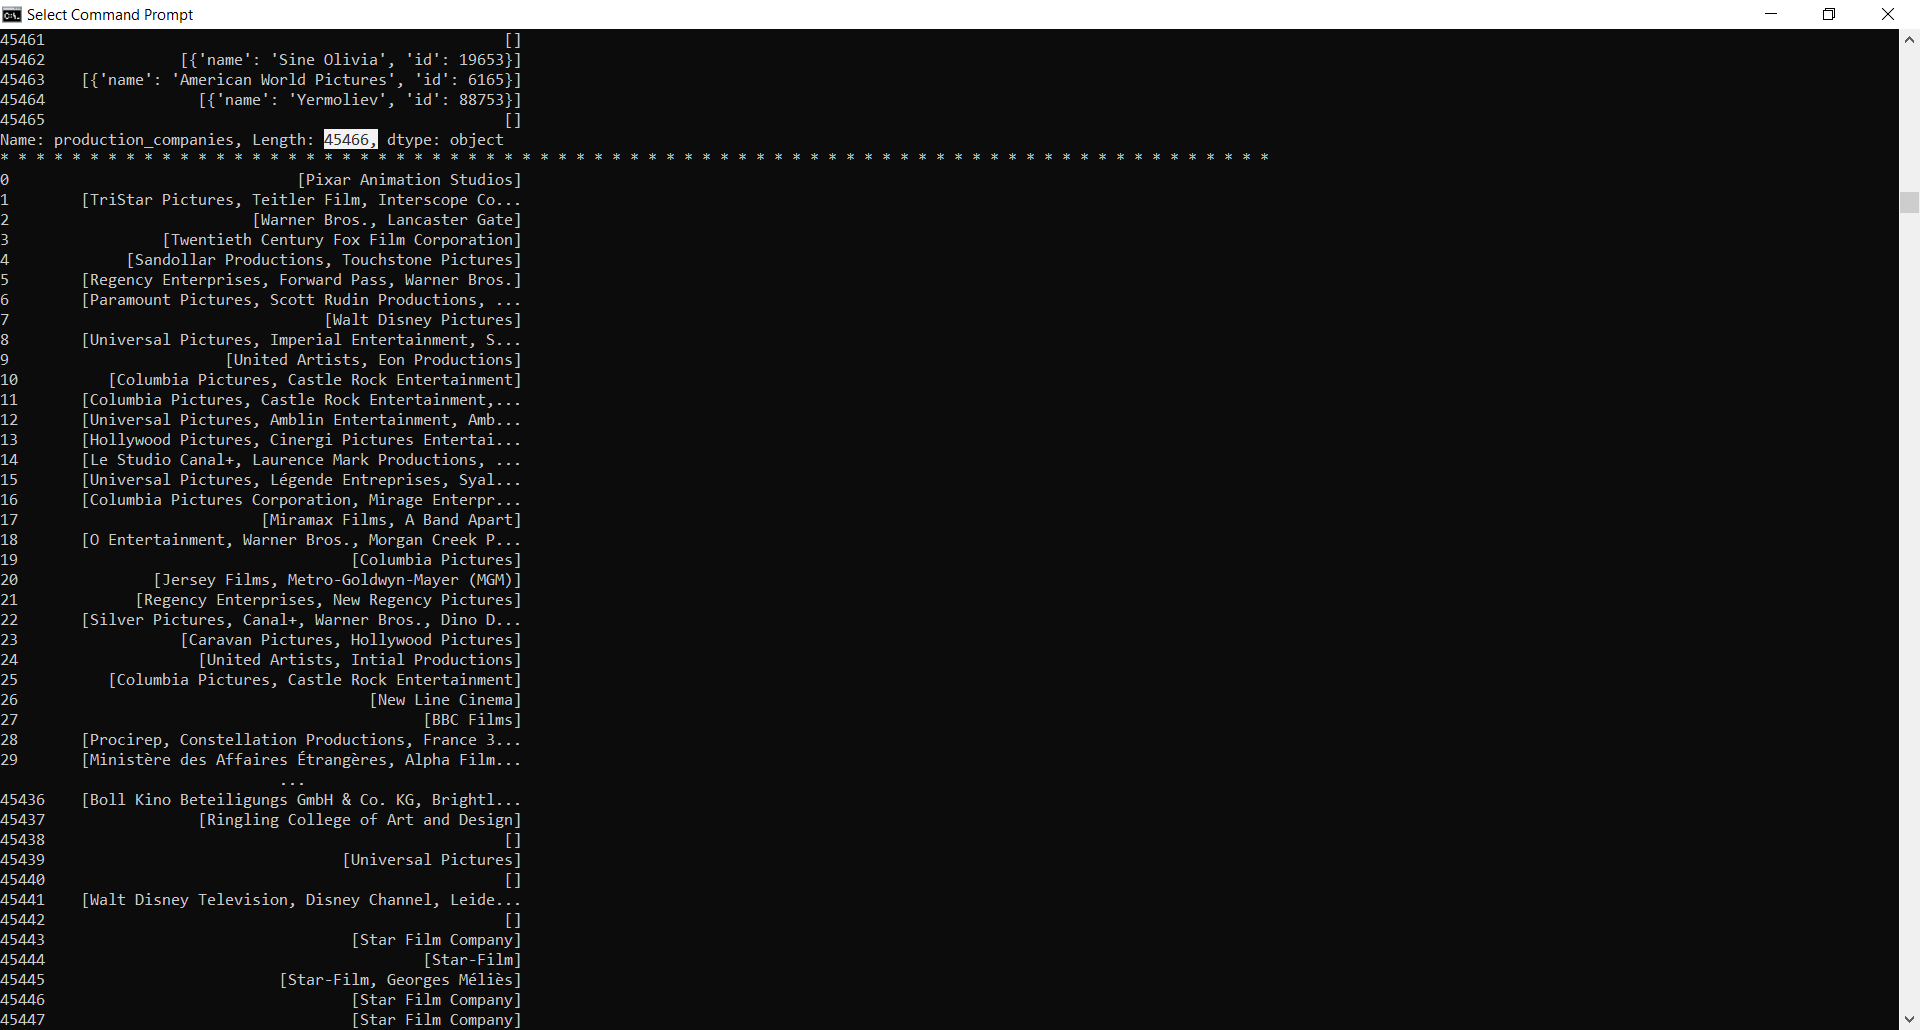 Select Command Prompt
45461 []
45462 [{'name': 'Sine Olivia', 'id': 19653}]
45463 [{'name': 'American World Pictures', 'id': 6165}]
45464 [{'name': 'Yermoliev', 'id': 88753}]
45465 []
Name: production_companies, Length: 45466, dtype: object
* * * * * * * * * * * * * * * * * * * * * * * * * * * * * * * * * * * * * * * * * * * * * * * * * * * * * * * * * * * * * * * * * * * * * * *
0 [Pixar Animation Studios]
1 [TriStar Pictures, Teitler Film, Interscope Co...
2 [Warner Bros., Lancaster Gate]
3 [Twentieth Century Fox Film Corporation]
4 [Sandollar Productions, Touchstone Pictures]
5 [Regency Enterprises, Forward Pass, Warner Bros.]
6 [Paramount Pictures, Scott Rudin Productions, ...
7 [Walt Disney Pictures]
8 [Universal Pictures, Imperial Entertainment, S...
9 [United Artists, Eon Productions]
10 [Columbia Pictures, Castle Rock Entertainment]
11 [Columbia Pictures, Castle Rock Entertainment,...
12 [Universal Pictures, Amblin Entertainment, Amb...
13 [Hollywood Pictures, Cinergi Pictures Entertai...
14 [Le Studio Canal+, Laurence Mark Productions, ...
15 [Universal Pictures, Légende Entreprises, Syal...
16 [Columbia Pictures Corporation, Mirage Enterpr...
17 [Miramax Films, A Band Apart]
18 [O Entertainment, Warner Bros., Morgan Creek P...
19 [Columbia Pictures]
20 [Jersey Films, Metro-Goldwyn-Mayer (MGM)]
21 [Regency Enterprises, New Regency Pictures]
22 [Silver Pictures, Canal+, Warner Bros., Dino D...
23 [Caravan Pictures, Hollywood Pictures]
24 [United Artists, Intial Productions]
25 [Columbia Pictures, Castle Rock Entertainment]
26 [New Line Cinema]
27 [BBC Films]
28 [Procirep, Constellation Productions, France 3...
29 [Ministère des Affaires Étrangères, Alpha Film...
...
45436 [Boll Kino Beteiligungs GmbH & Co. KG, Brightl...
45437 [Ringling College of Art and Design]
45438 []
45439 [Universal Pictures]
45440 []
45441 [Walt Disney Television, Disney Channel, Leide...
45442 []
45443 [Star Film Company]
45444 [Star-Film]
45445 [Star-Film, Georges Méliès]
45446 [Star Film Company]
45447 [Star Film Company]